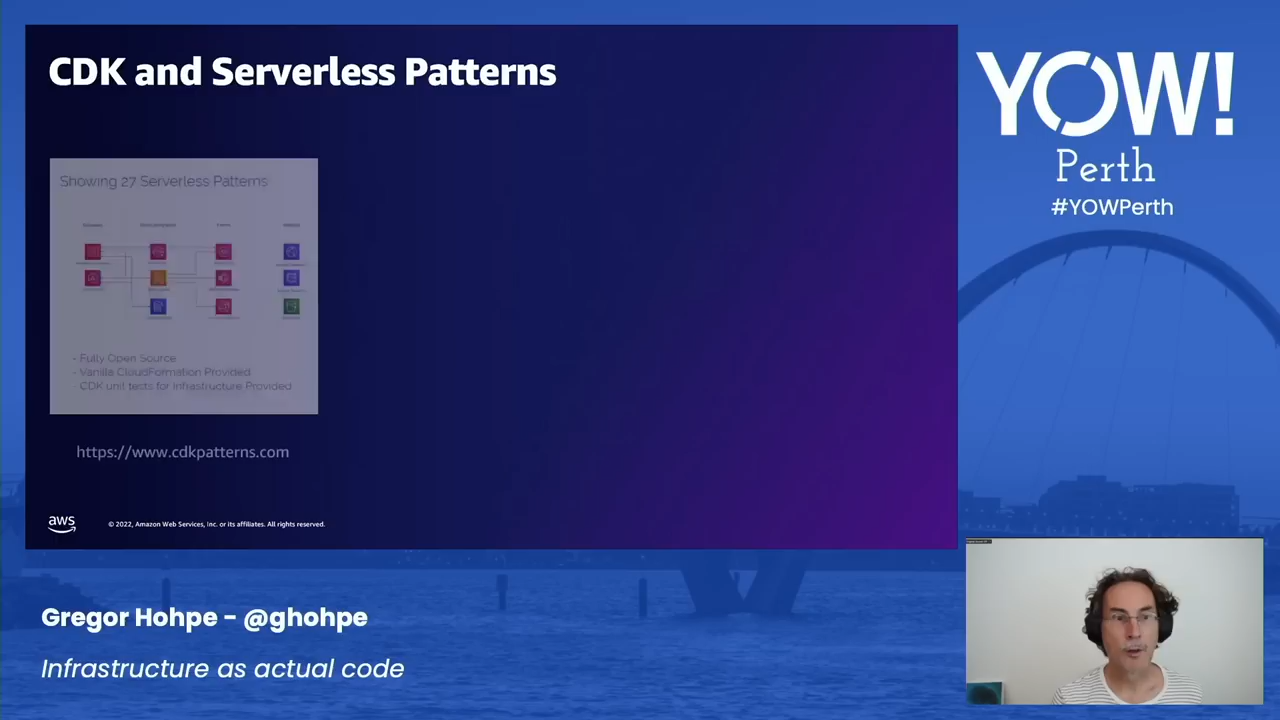 CDK and Serverless Patterns
Showing 27 Serverless Patterns
- Fully Open Source
- Vanilla CloudFormation Provided
CDK unit tests for Infrastructure Provided
https://www.cdkpatterns.com
aws
© 2022, Amazon Web Services, Inc. or its affiliates. All rights reserved.
YOW!
Perth
#YOWPerth
Gregor Hohpe - @ghohpe
Infrastructure as actual code